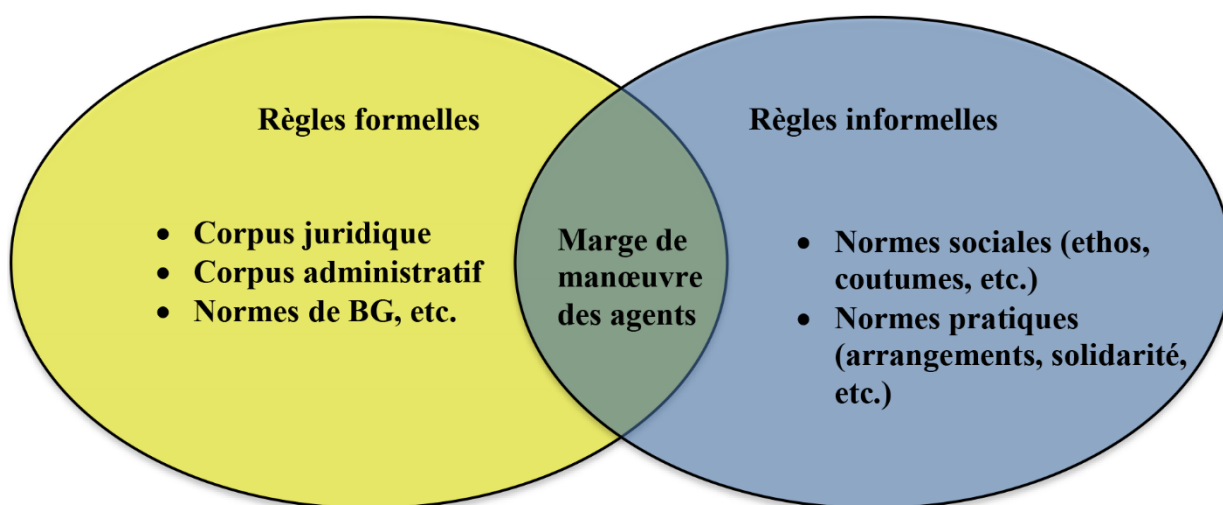 Règles formelles
• Corpus juridique
• Corpus administratif
• Normes de BG, etc.
Marge de
manœuvre
des agents
Règles informelles
• Normes sociales (ethos,
coutumes, etc.)
• Normes pratiques
(arrangements, solidarité,
etc.)